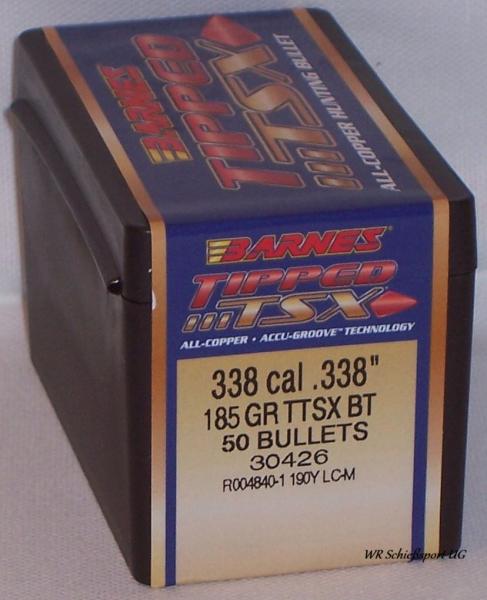 BARNES
TIPPED
TSX
ALL-COPPER HUNTING BULLET
BARNES
TIPPED
TSX
ALL-COPPER • ACCU-GROOVE™ TECHNOLOGY
338 cal .338"
185 GR TTSX BT
50 BULLETS
30426
R004840-1 190Y LC-M
WR Schießsport UG